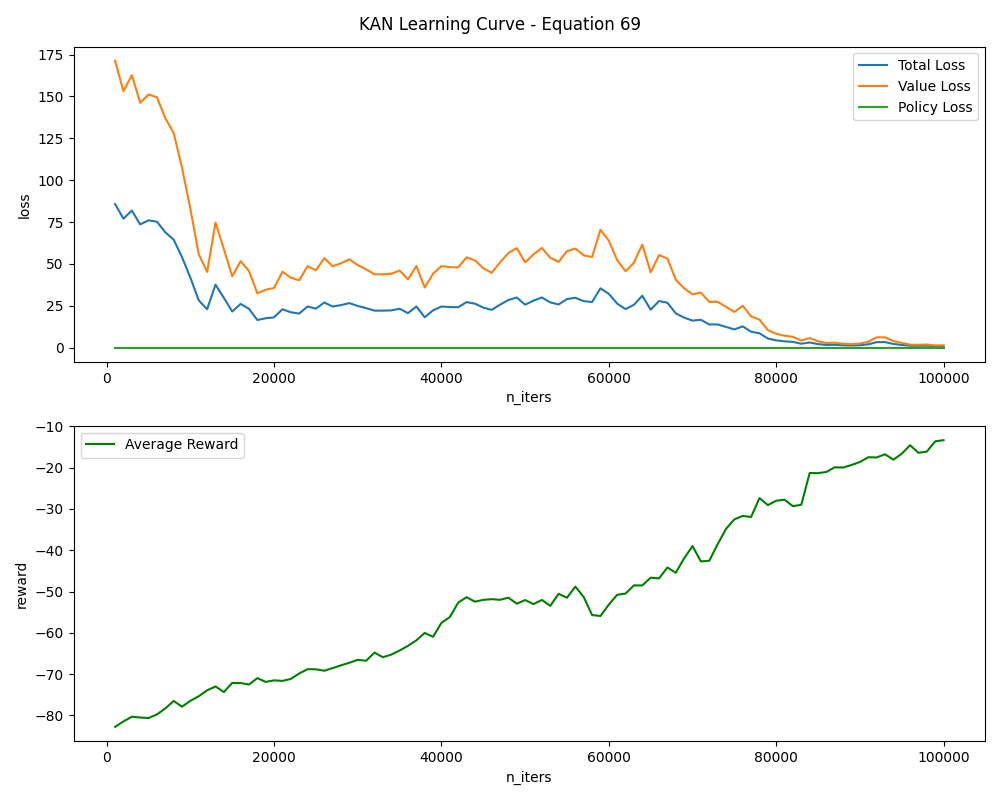 KAN Learning Curve - Equation 69
175
150
125
100
75
50
25
0
loss
Total Loss
Value Loss
Policy Loss
0 20000 40000 60000 80000 100000
n_iters
−10
−20
−30
−40
−50
−60
−70
−80
reward
Average Reward
0 20000 40000 60000 80000 100000
n_iters